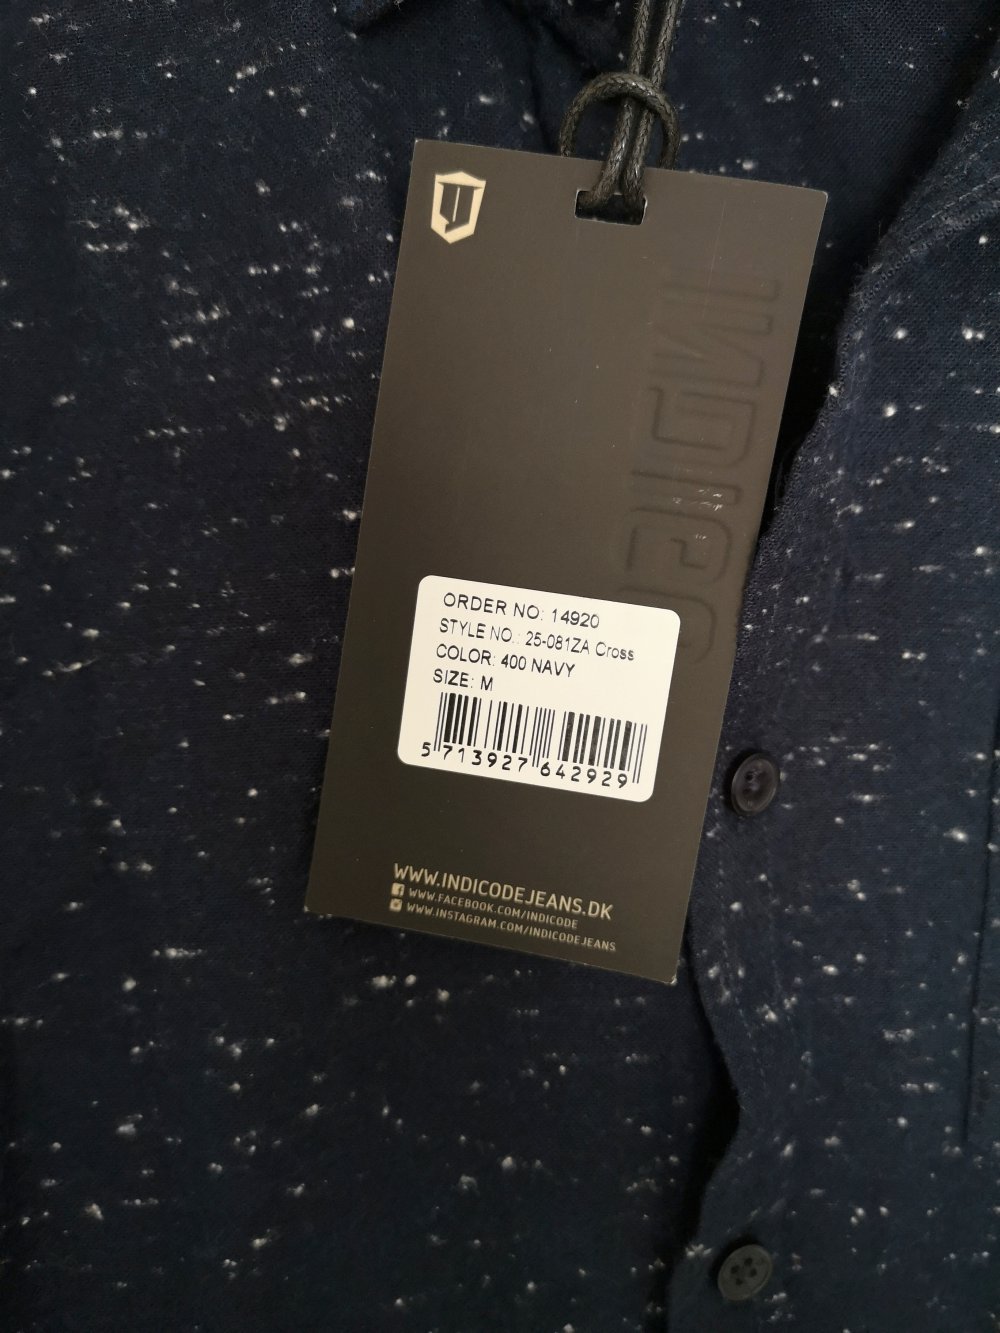 INDICO
ORDER NO: 14920
STYLE NO.: 25-081ZA Cross
COLOR: 400 NAVY
SIZE: M
5 713927 642929
WWW.INDICODEJEANS.DK
WWW.FACEBOOK.COM/INDICODE
WWW.INSTAGRAM.COM/INDICODEJEANS